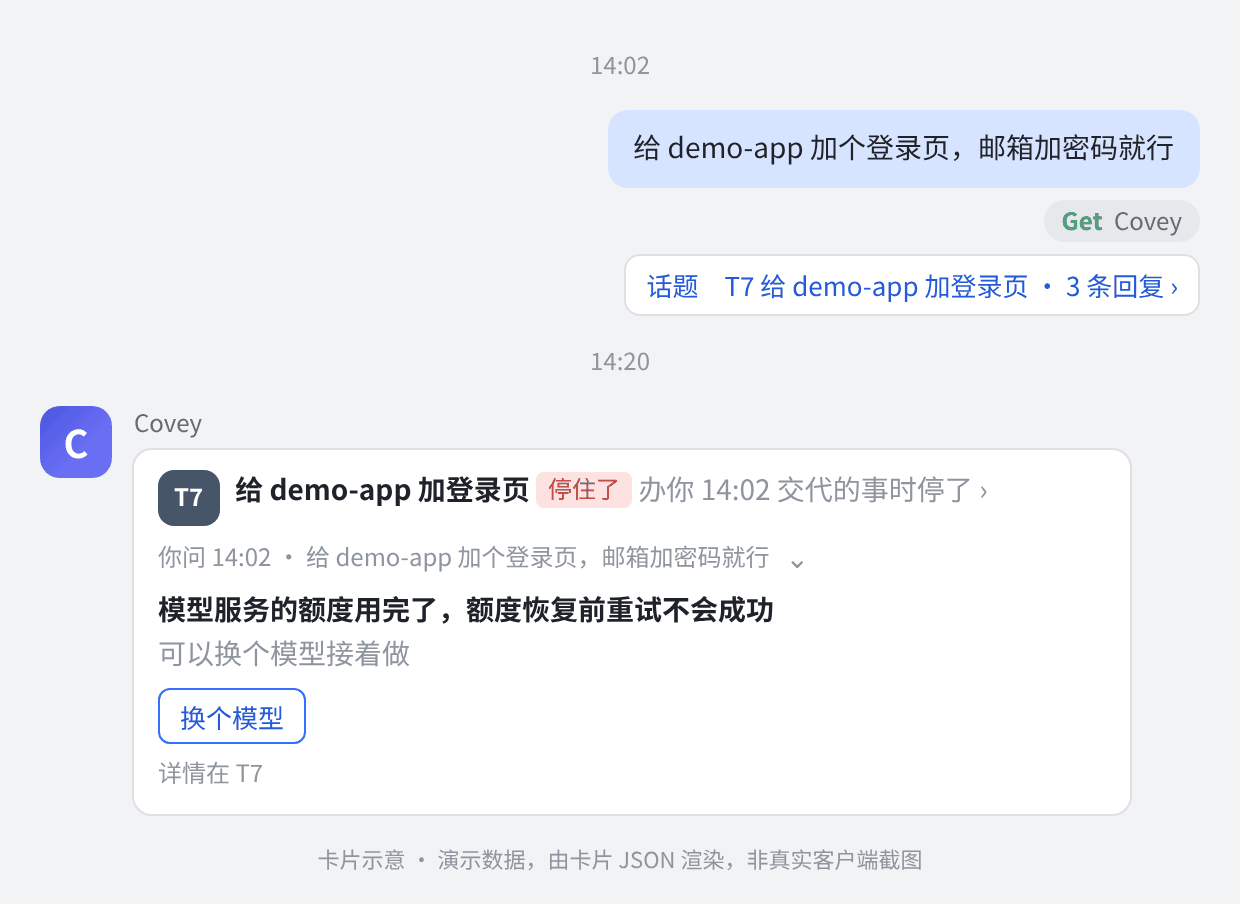 14:02
给 demo-app 加个登录页，邮箱加密码就行
Get Covey
话题 T7 给 demo-app 加登录页 · 3 条回复 ›
14:20
C
Covey
T7 给 demo-app 加登录页 停住了 办你 14:02 交代的事时停了 ›
你问 14:02 · 给 demo-app 加个登录页，邮箱加密码就行
模型服务的额度用完了，额度恢复前重试不会成功
可以换个模型接着做
换个模型
详情在 T7
卡片示意 · 演示数据，由卡片 JSON 渲染，非真实客户端截图